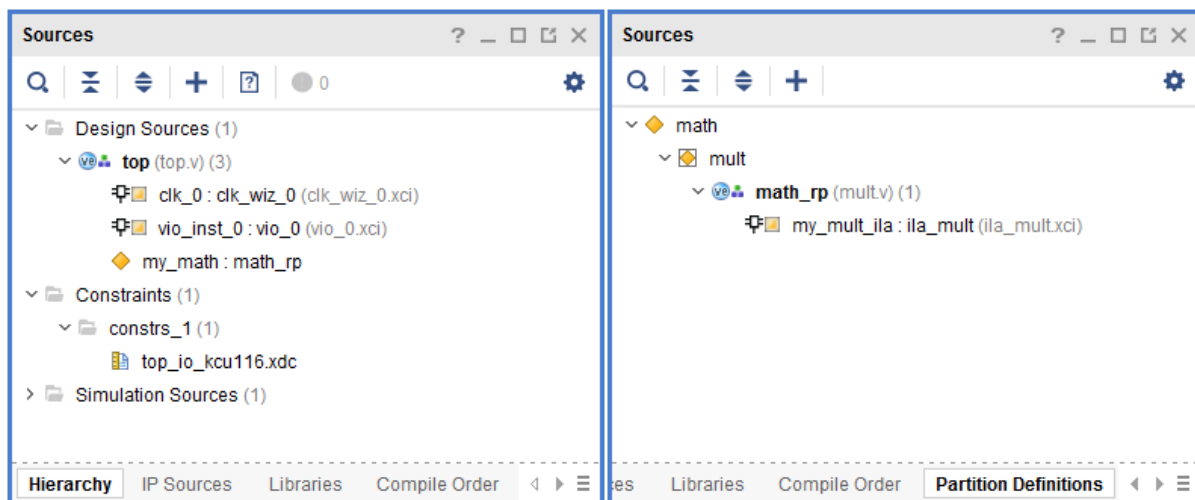 Sources
0
Design Sources (1)
top (top.v) (3)
clk_0 : clk_wiz_0 (clk_wiz_0.xci)
vio_inst_0 : vio_0 (vio_0.xci)
my_math : math_rp
Constraints (1)
constrs_1 (1)
top_io_kcu116.xdc
Simulation Sources (1)
Hierarchy IP Sources Libraries Compile Order
Sources
math
mult
math_rp (mult.v) (1)
my_mult_ila : ila_mult (ila_mult.xci)
Libraries Compile Order Partition Definitions